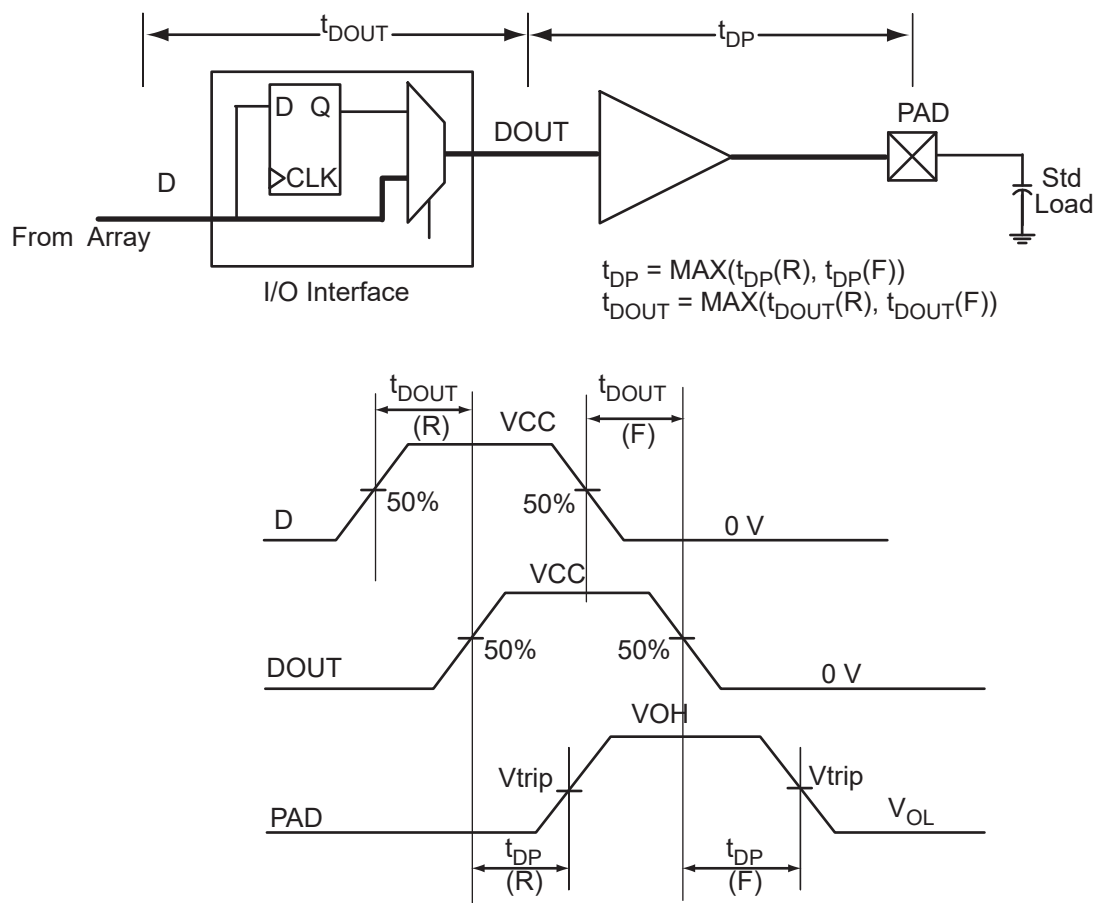 tDOUT
tDP
D Q
CLK
DOUT
PAD
D
From Array
I/O Interface
Std
Load
tDP = MAX(tDP(R), tDP(F))
tDOUT = MAX(tDOUT(R), tDOUT(F))
tDOUT
(R)
VCC
tDOUT
(F)
50%
50%
D
0 V
VCC
50%
50%
DOUT
0 V
VOH
Vtrip
Vtrip
PAD
VOL
tDP
(R)
tDP
(F)